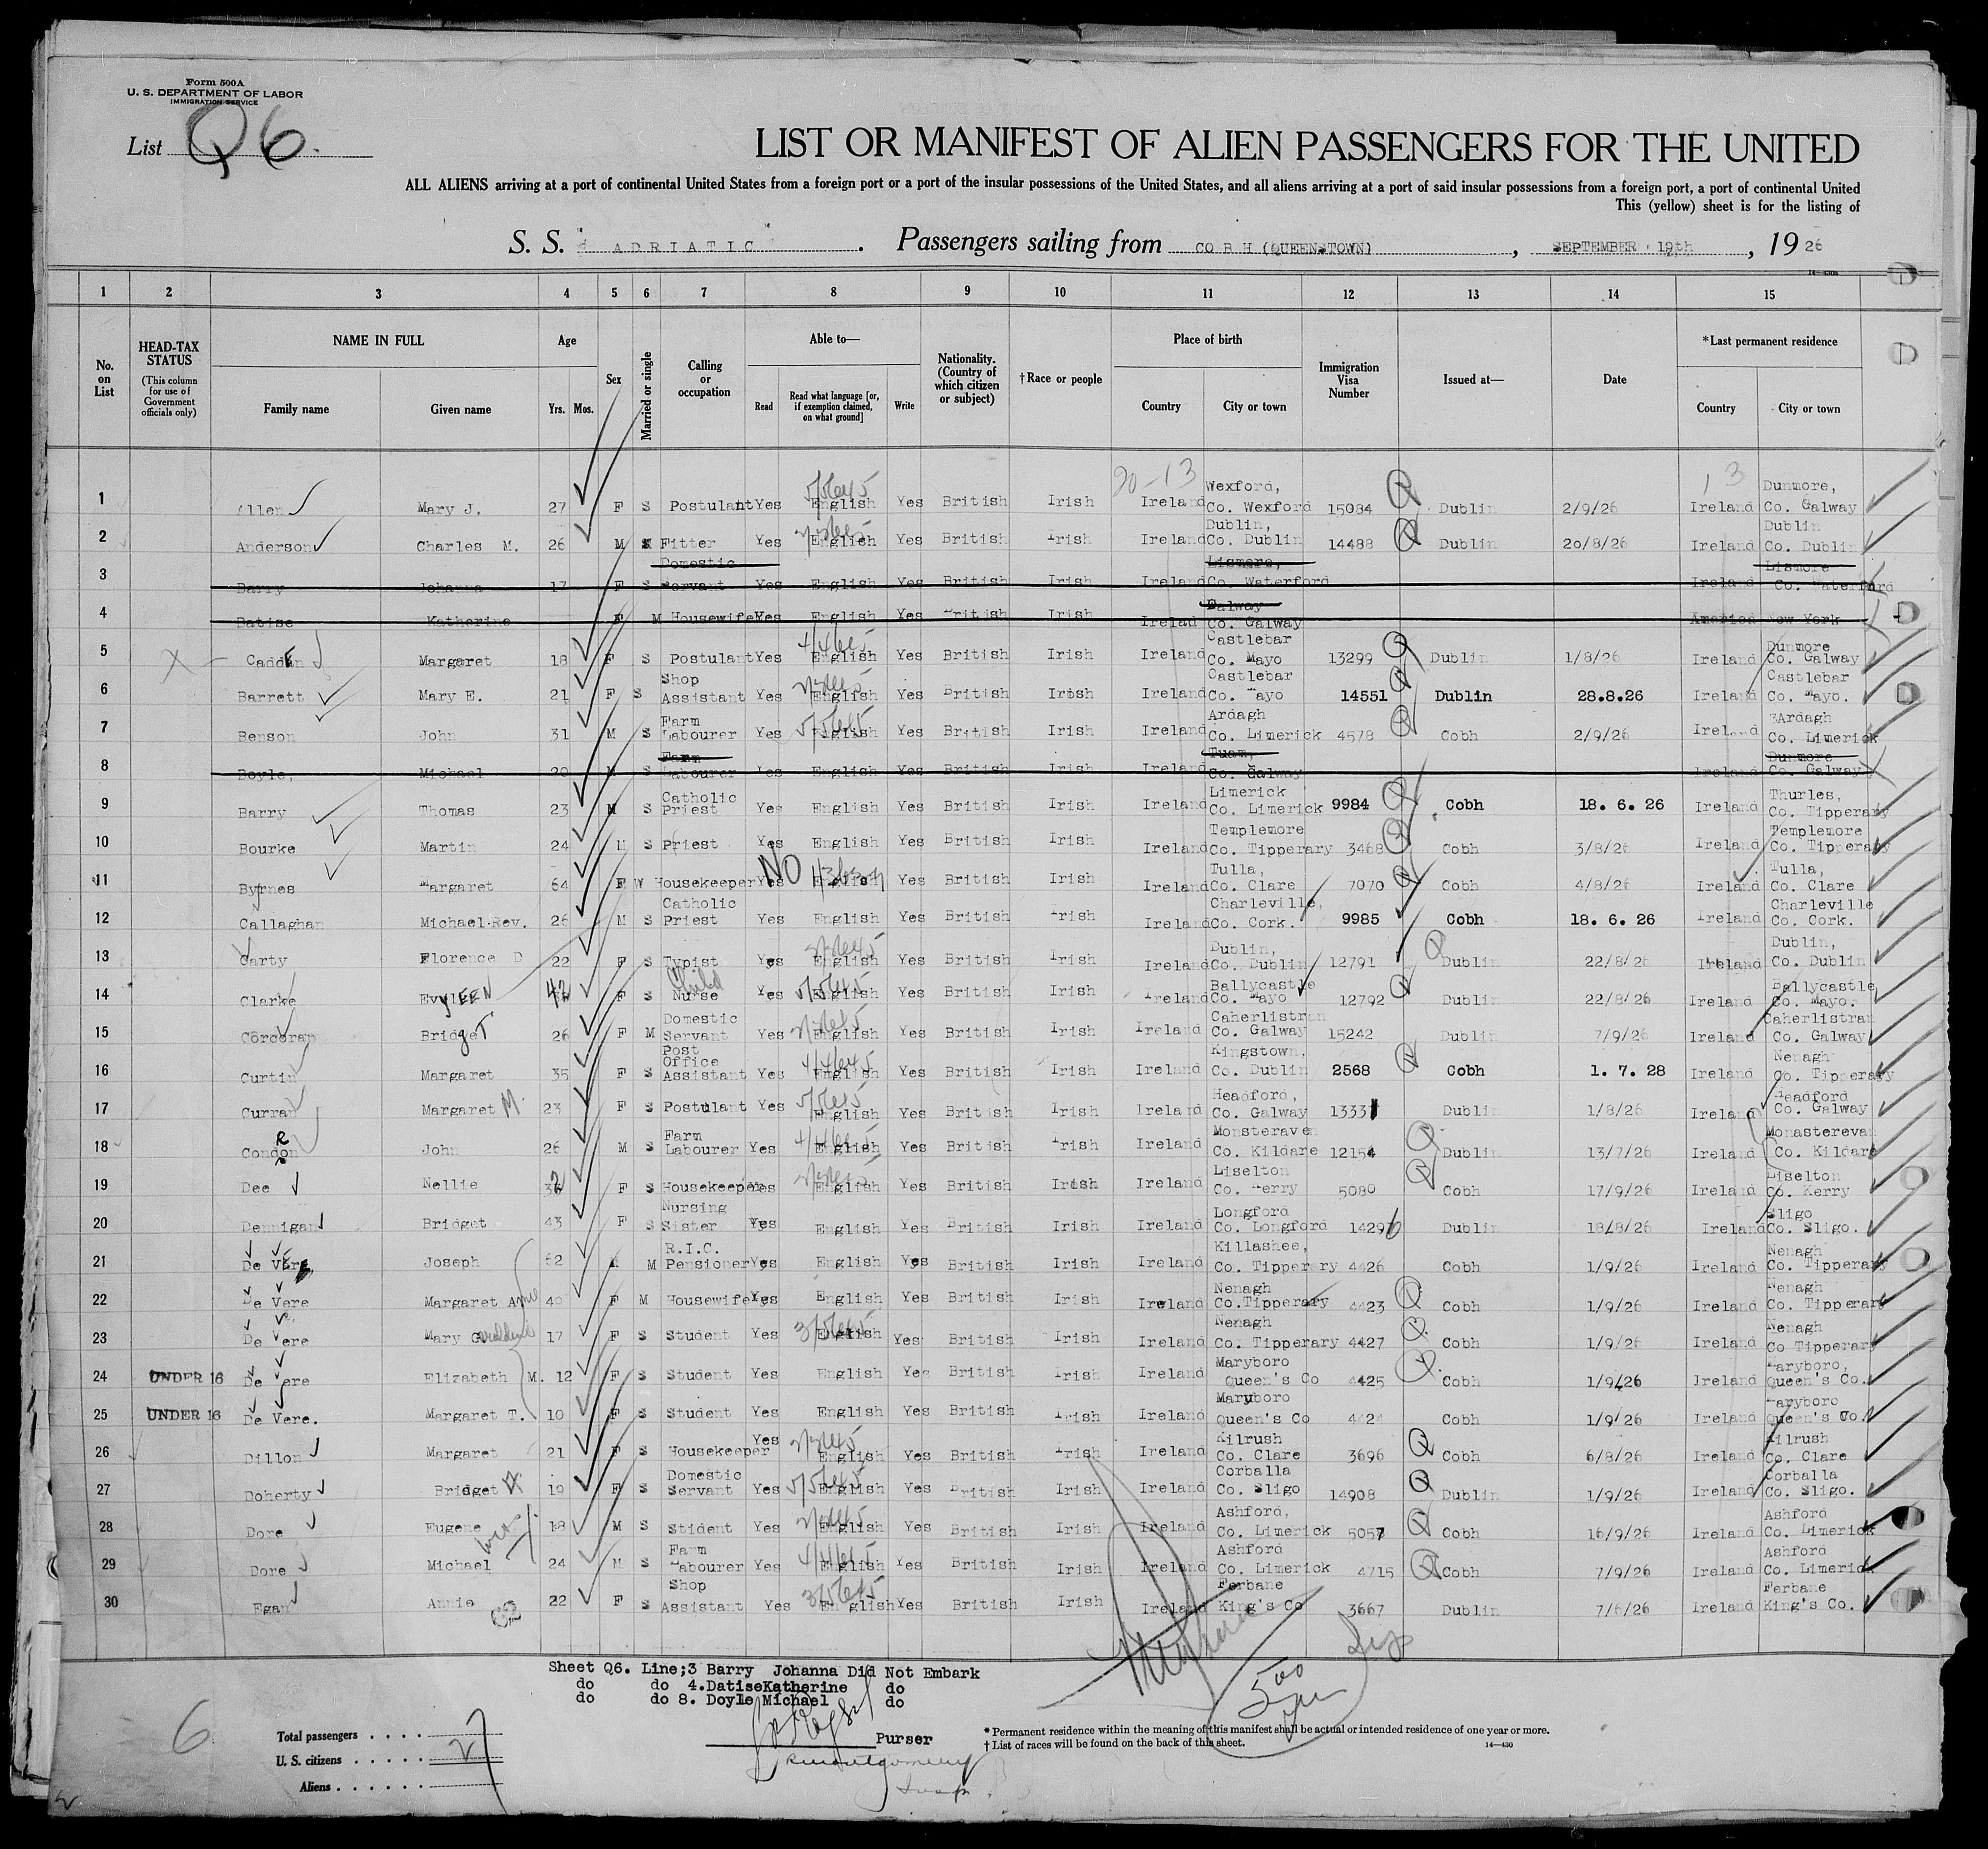 Form 500A
U. S. DEPARTMENT OF LABOR
IMMIGRATION SERVICE
List Q6.
LIST OR MANIFEST OF ALIEN PASSENGERS FOR THE UNITED
ALL ALIENS arriving at a port of continental United States from a foreign port or a port of the insular possessions of the United States, and all aliens arriving at a port of said insular possessions from a foreign port, a port of continental United
This (yellow) sheet is for the listing of
S. S. " ADRIATIC " . Passengers sailing from COBH (QUEENSTOWN) , SEPTEMBER 19th , 19 26
1 2 3 4 5 6 7 8 9 10 11 12 13 14 15
No. on List
HEAD-TAX STATUS
(This column for use of Government officials only)
NAME IN FULL
Family name Given name
Age
Yrs. Mos.
Sex
Married or single
Calling or occupation
Able to—
Read
Read what language [or, if exemption claimed, on what ground]
Write
Nationality. (Country of which citizen or subject)
†Race or people
Place of birth
Country City or town
Immigration Visa Number
Issued at—
Date
*Last permanent residence
Country City or town
1 Allen Mary J. 27 F S Postulant Yes English Yes British Irish Ireland Wexford, Co. Wexford 15084 Dublin 2/9/26 Ireland Dunmore, Co. Galway
2 Anderson Charles M. 26 M Fitter Yes English Yes British Irish Ireland Dublin, Co. Dublin 14488 Dublin 20/8/26 Ireland Dublin Co. Dublin
3 Barry Johanna 17 F S Domestic Servant Yes English Yes British Irish Ireland Lismore, Co. Waterford Ireland Lismore Co. Waterford
4 Batise Katherine F M Housewife Yes English Yes British Irish Irelad Galway Co. Galway America New York
5 CaddEn Margaret 18 F S Postulant Yes English Yes British Irish Ireland Castlebar Co. Mayo 13299 Dublin 1/8/26 Ireland Dunmore Co. Galway
6 Barrett Mary E. 21 F S Shop Assistant Yes English Yes British Irish Ireland Castlebar Co. Mayo 14551 Dublin 28.8.26 Ireland Castlebar Co. Mayo.
7 Benson John 31 M S Farm Labourer Yes English Yes British Irish Ireland Ardagh Co. Limerick 4578 Cobh 2/9/26 Ireland Ardagh Co. Limerick
8 Boyle, Michael 20 M S Farm Labourer Yes English Yes British Irish Ireland Tuam, Co. Galway Ireland Dunmore Co. Galway
9 Barry Thomas 23 M S Catholic Priest Yes English Yes British Irish Ireland Limerick Co. Limerick 9984 Cobh 18. 6. 26 Ireland Thurles, Co. Tipperary
10 Bourke Martin 24 M S Priest Yes English Yes British Irish Ireland Templemore Co. Tipperary 3468 Cobh 3/8/26 Ireland Templemore Co. Tipperary
11 Byrnes Margaret 64 F W Housekeeper Yes NO English Yes British Irish Ireland Tulla, Co. Clare 7070 Cobh 4/8/26 Ireland Tulla, Co. Clare
12 Callaghan Michael.Rev. 26 M S Catholic Priest Yes English Yes British Irish Ireland Charleville, Co. Cork. 9985 Cobh 18. 6. 26 Ireland Charleville Co. Cork.
13 Carty Florence D 22 F S Typist Yes English Yes British Irish Ireland Dublin, Co. Dublin 12791 Dublin 22/8/26 Ireland Dublin, Co. Dublin
14 Clarke EvylEEN 42 F S Child Nurse Yes English Yes British Irish Ireland Ballycastle Co. Mayo 12792 Dublin 22/8/26 Ireland Ballycastle Co. Mayo.
15 Corcoran BridgeT 26 F M Domestic Servant Yes English Yes British Irish Ireland Caherlistran Co. Galway 15242 Dublin 7/9/26 Ireland Caherlistran Co. Galway
16 Curtin Margaret 35 F S Post Office Assistant Yes English Yes British Irish Ireland Kingstown, Co. Dublin 2568 Cobh 1. 7. 28 Ireland Nenagh Co. Tipperary
17 Curran Margaret M. 23 F S Postulant Yes English Yes British Irish Ireland Headford, Co. Galway 13331 Dublin 1/8/26 Ireland Headford Co. Galway
18 Condon R John 26 M S Farm Labourer Yes English Yes British Irish Ireland Monsteraven Co. Kildare 12154 Dublin 13/7/26 Ireland Monasterevan Co. Kildare
19 Dee Nellie 32 F S Housekeeper Yes English Yes British Irish Ireland Liselton Co. Kerry 5080 Cobh 17/9/26 Ireland Liselton Co. Kerry
20 Dennigan Bridget 43 F S Nursing Sister Yes English Yes British Irish Ireland Longford Co. Longford 14296 Dublin 18/8/26 Ireland Sligo Co. Sligo.
21 De VEre Joseph 62 M M R.I.C. Pensioner Yes English Yes British Irish Ireland Killashee, Co. Tipperary 4426 Cobh 1/9/26 Ireland Nenagh Co. Tipperary
22 De Vere Margaret Anne 40 F M Housewife Yes English Yes British Irish Ireland Nenagh Co.Tipperary 4423 Cobh 1/9/26 Ireland Nenagh Co. Tipperary
23 De Vere Mary Geraldine 17 F S Student Yes English Yes British Irish Ireland Nenagh Co. Tipperary 4427 Cobh 1/9/26 Ireland Nenagh Co Tipperary
24 UNDER 16 De Vere Elizabeth M. 12 F S Student Yes English Yes British Irish Ireland Maryboro Queen's Co 4425 Cobh 1/9/26 Ireland Maryboro, Queen's Co.
25 UNDER 16 De Vere. Margaret T. 10 F S Student Yes English Yes British Irish Ireland Maryboro Queen's Co 4424 Cobh 1/9/26 Ireland Maryboro Queen's Co.
26 Dillon Margaret 21 F S Housekeeper Yes English Yes British Irish Ireland Kilrush Co. Clare 3696 Cobh 6/8/26 Ireland Kilrush Co. Clare
27 Doherty Bridget 19 F S Domestic Servant Yes English Yes British Irish Ireland Corballa Co. Sligo 14908 Dublin 1/9/26 Ireland Corballa Co. Sligo.
28 Dore Eugene 18 M S Stident Yes English Yes British Irish Ireland Ashford, Co. Limerick 5057 Cobh 16/9/26 Ireland Ashford Co. Limerick
29 Dore Michael 24 M S Farm Labourer Yes English Yes British Irish Ireland Ashford Co. Limerick 4715 Cobh 7/9/26 Ireland Ashford Co. Limerick
30 Egan Annie 22 F S Shop Assistant Yes English Yes British Irish Ireland Ferbane King's Co 3667 Dublin 7/6/26 Ireland Ferbane King's Co.
Sheet Q6. Line;3 Barry Johanna Did Not Embark
do do 4.DatiseKatherine do
do do 8. Doyle Michael do
Purser
6
Total passengers
U. S. citizens
Aliens
* Permanent residence within the meaning of this manifest shall be actual or intended residence of one year or more.
† List of races will be found on the back of this sheet.
14—430